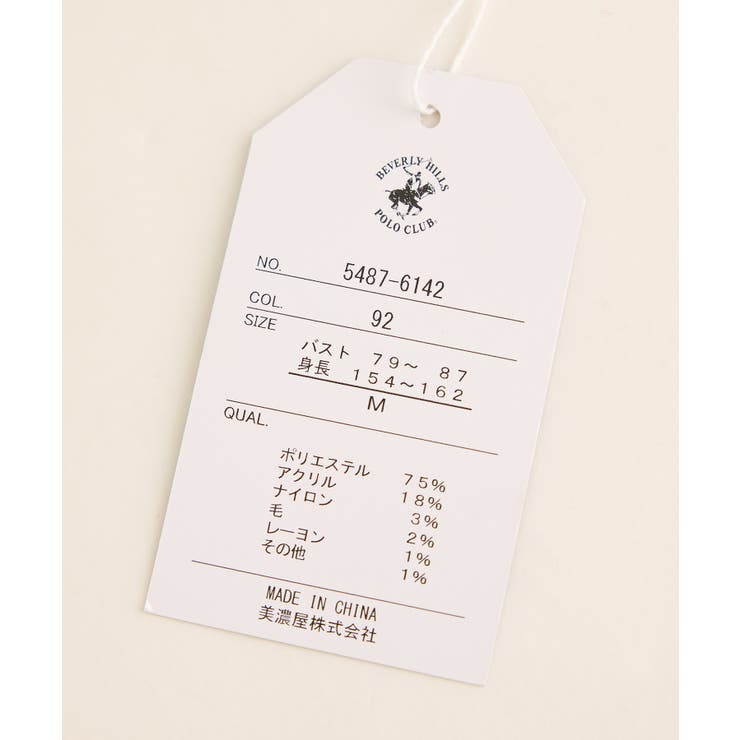 BEVERLY HILLS
POLO CLUB®
NO. 5487-6142
COL. 92
SIZE
バスト 79～ 87
身長 154～162
M
QUAL.
ポリエステル 75%
アクリル 18%
ナイロン 3%
毛 2%
レーヨン 1%
その他 1%
MADE IN CHINA
美濃屋株式会社